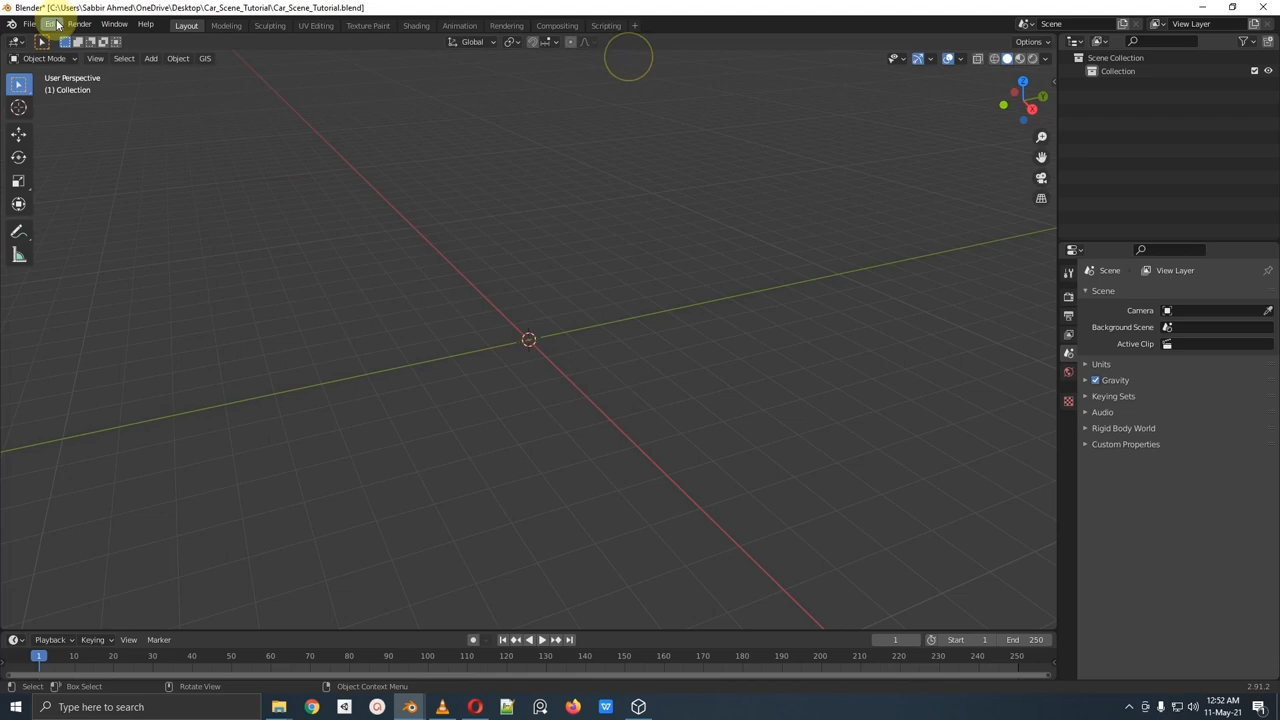 Blender* [C:\Users\Sabbir Ahmed\OneDrive\Desktop\Car_Scene_Tutorial\Car_Scene_Tutorial.blend]
File Edit Render Window Help Layout Modeling Sculpting UV Editing Texture Paint Shading Animation Rendering Compositing Scripting + Scene View Layer
Global Options
Object Mode View Select Add Object GIS
User Perspective
(1) Collection
Z
Y
X
Scene Collection
Collection
Scene View Layer
Scene
Camera
Background Scene
Active Clip
Units
Gravity
Keying Sets
Audio
Rigid Body World
Custom Properties
Playback Keying View Marker 1 Start 1 End 250
1 10 20 30 40 50 60 70 80 90 100 110 120 130 140 150 160 170 180 190 200 210 220 230 240 250
Select Box Select Rotate View Object Context Menu 2.91.2
Type here to search
12:52 AM
11-May-21